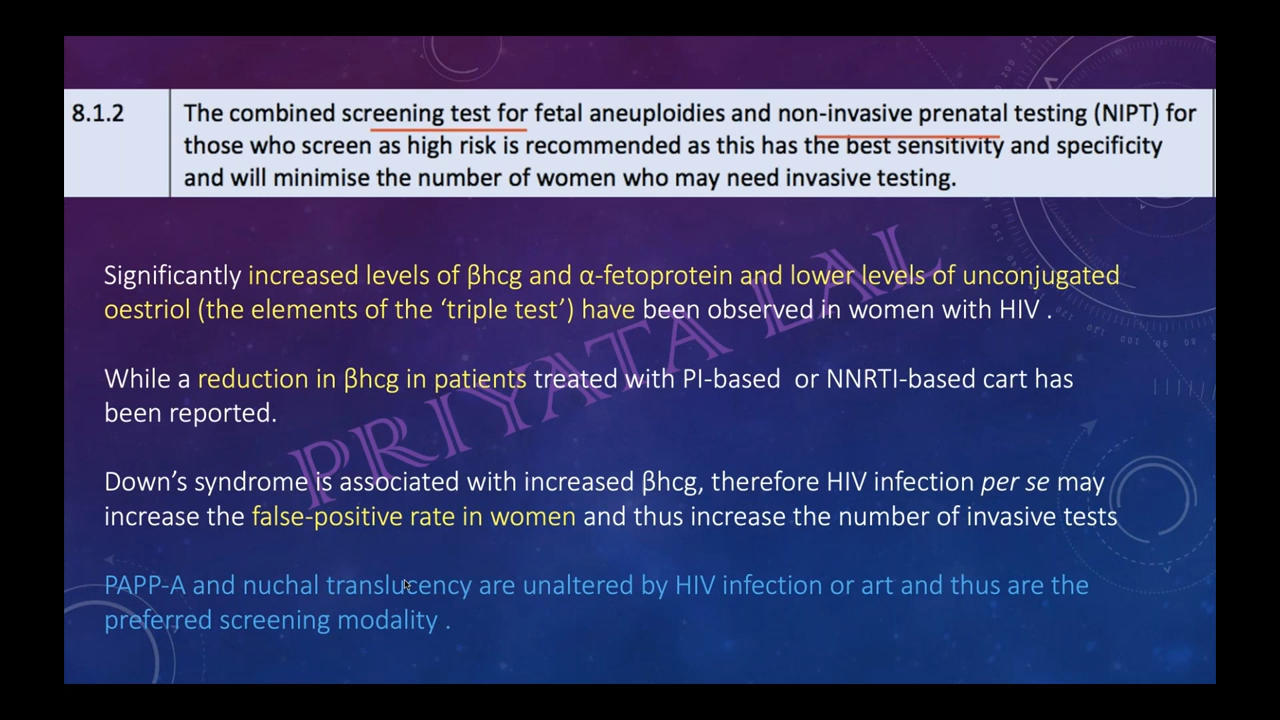 8.1.2 The combined screening test for fetal aneuploidies and non-invasive prenatal testing (NIPT) for
those who screen as high risk is recommended as this has the best sensitivity and specificity
and will minimise the number of women who may need invasive testing.
Significantly increased levels of βhcg and α-fetoprotein and lower levels of unconjugated
oestriol (the elements of the ‘triple test’) have been observed in women with HIV .
While a reduction in βhcg in patients treated with PI-based or NNRTI-based cart has
been reported.
Down’s syndrome is associated with increased βhcg, therefore HIV infection per se may
increase the false-positive rate in women and thus increase the number of invasive tests
PAPP-A and nuchal translucency are unaltered by HIV infection or art and thus are the
preferred screening modality .
PRIYATA LAL